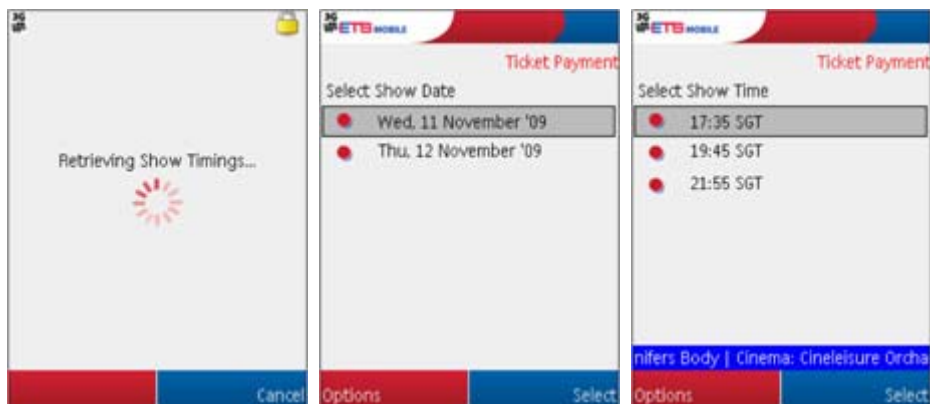 Retrieving Show Timings...
Cancel
ETB MOBILE
Ticket Payment
Select Show Date
Wed, 11 November '09
Thu, 12 November '09
Options
Select
ETB MOBILE
Ticket Payment
Select Show Time
17:35 SGT
19:45 SGT
21:55 SGT
nifers Body | Cinema: Cineleisure Orcha
Options
Select